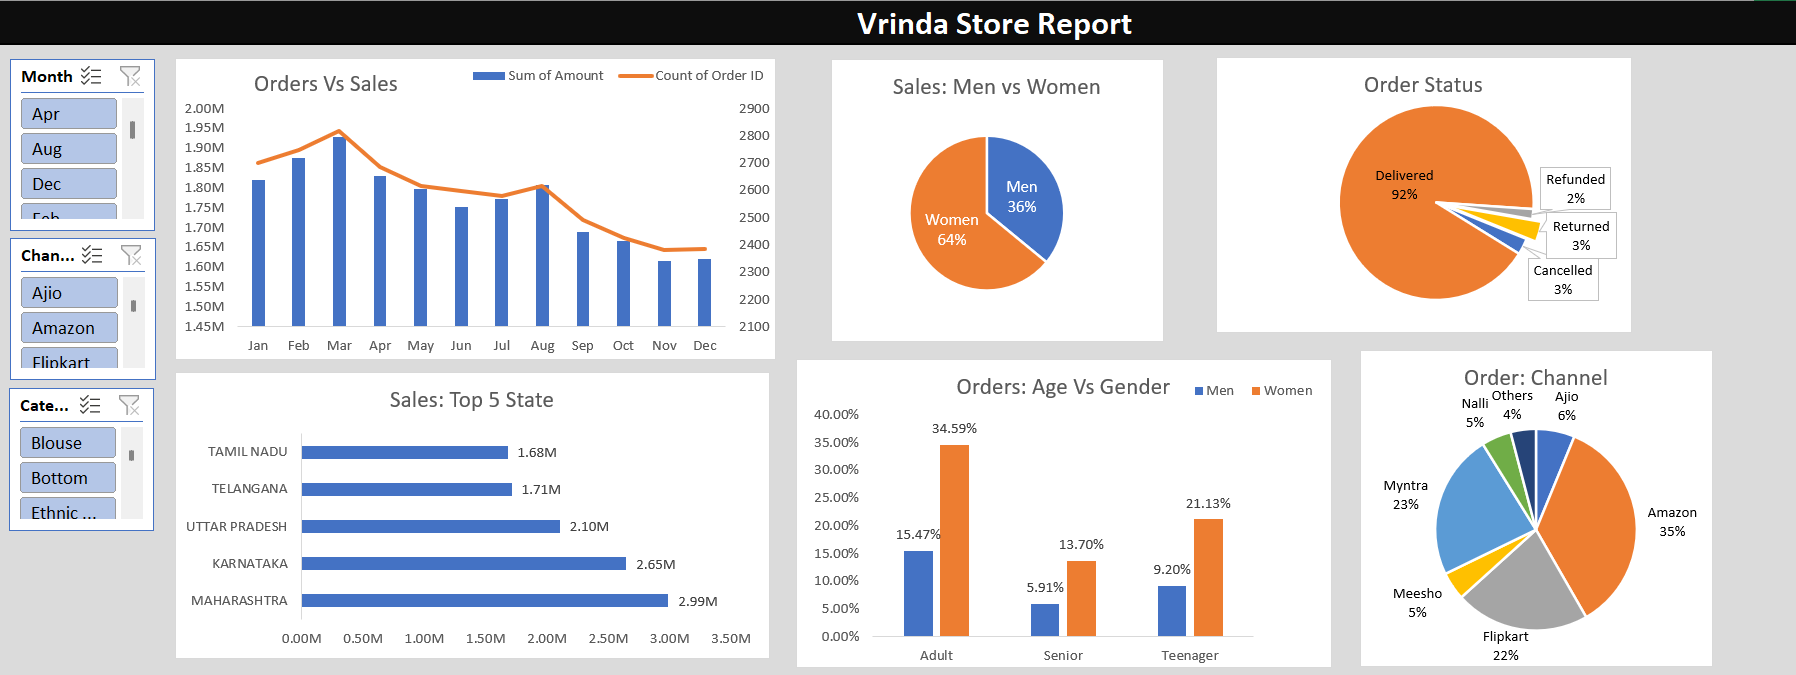 Vrinda Store Report
Month
Apr
Aug
Dec
Feb
Chan...
Ajio
Amazon
Flipkart
Cate...
Blouse
Bottom
Ethnic ...
Orders Vs Sales
Sum of Amount
Count of Order ID
2.00M
1.95M
1.90M
1.85M
1.80M
1.75M
1.70M
1.65M
1.60M
1.55M
1.50M
1.45M
2900
2800
2700
2600
2500
2400
2300
2200
2100
Jan Feb Mar Apr May Jun Jul Aug Sep Oct Nov Dec
Sales: Men vs Women
Men
36%
Women
64%
Order Status
Delivered
92%
Refunded
2%
Returned
3%
Cancelled
3%
Sales: Top 5 State
TAMIL NADU 1.68M
TELANGANA 1.71M
UTTAR PRADESH 2.10M
KARNATAKA 2.65M
MAHARASHTRA 2.99M
0.00M 0.50M 1.00M 1.50M 2.00M 2.50M 3.00M 3.50M
Orders: Age Vs Gender
Men
Women
40.00%
35.00%
30.00%
25.00%
20.00%
15.00%
10.00%
5.00%
0.00%
15.47%
34.59%
5.91%
13.70%
9.20%
21.13%
Adult Senior Teenager
Order: Channel
Ajio
6%
Amazon
35%
Flipkart
22%
Meesho
5%
Myntra
23%
Nalli
5%
Others
4%